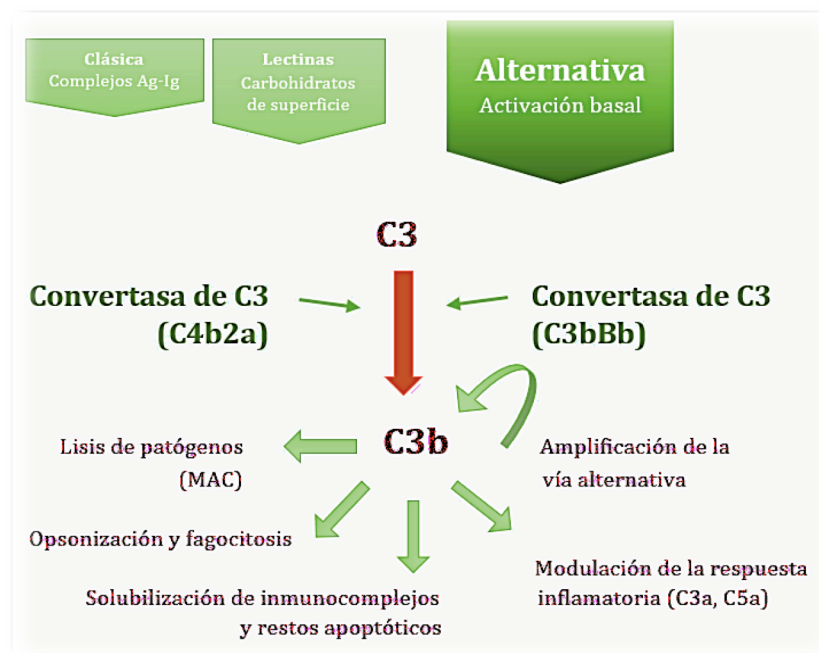 Clásica
Complejos Ag-Ig
Lectinas
Carbohidratos
de superficie
Alternativa
Activación basal
C3
Convertasa de C3
(C4b2a)
Convertasa de C3
(C3bBb)
C3b
Lisis de patógenos
(MAC)
Amplificación de la
vía alternativa
Opsonización y fagocitosis
Solubilización de inmunocomplejos
y restos apoptóticos
Modulación de la respuesta
inflamatoria (C3a, C5a)